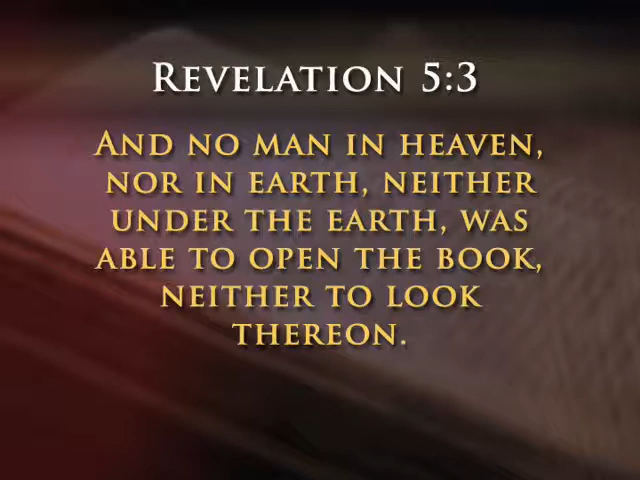 Revelation 5:3
And no man in heaven,
nor in earth, neither
under the earth, was
able to open the book,
neither to look
thereon.